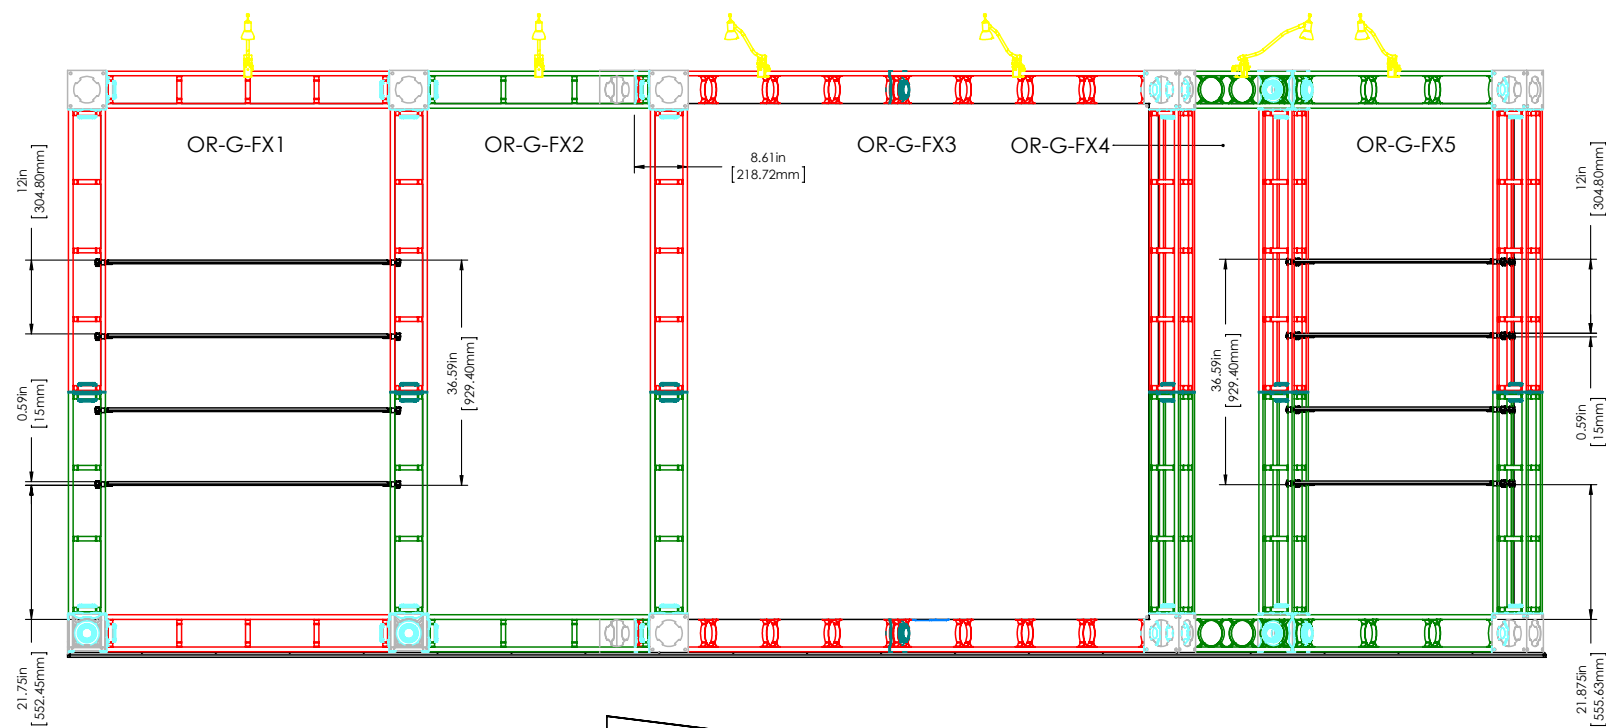 OR-G-FX1
OR-G-FX2
OR-G-FX3
OR-G-FX4
OR-G-FX5
8.61in
[218.72mm]
12in
[304.80mm]
0.59in
[15mm]
21.75in
[552.45mm]
36.59in
[929.40mm]
36.59in
[929.40mm]
12in
[304.80mm]
0.59in
[15mm]
21.875in
[555.63mm]